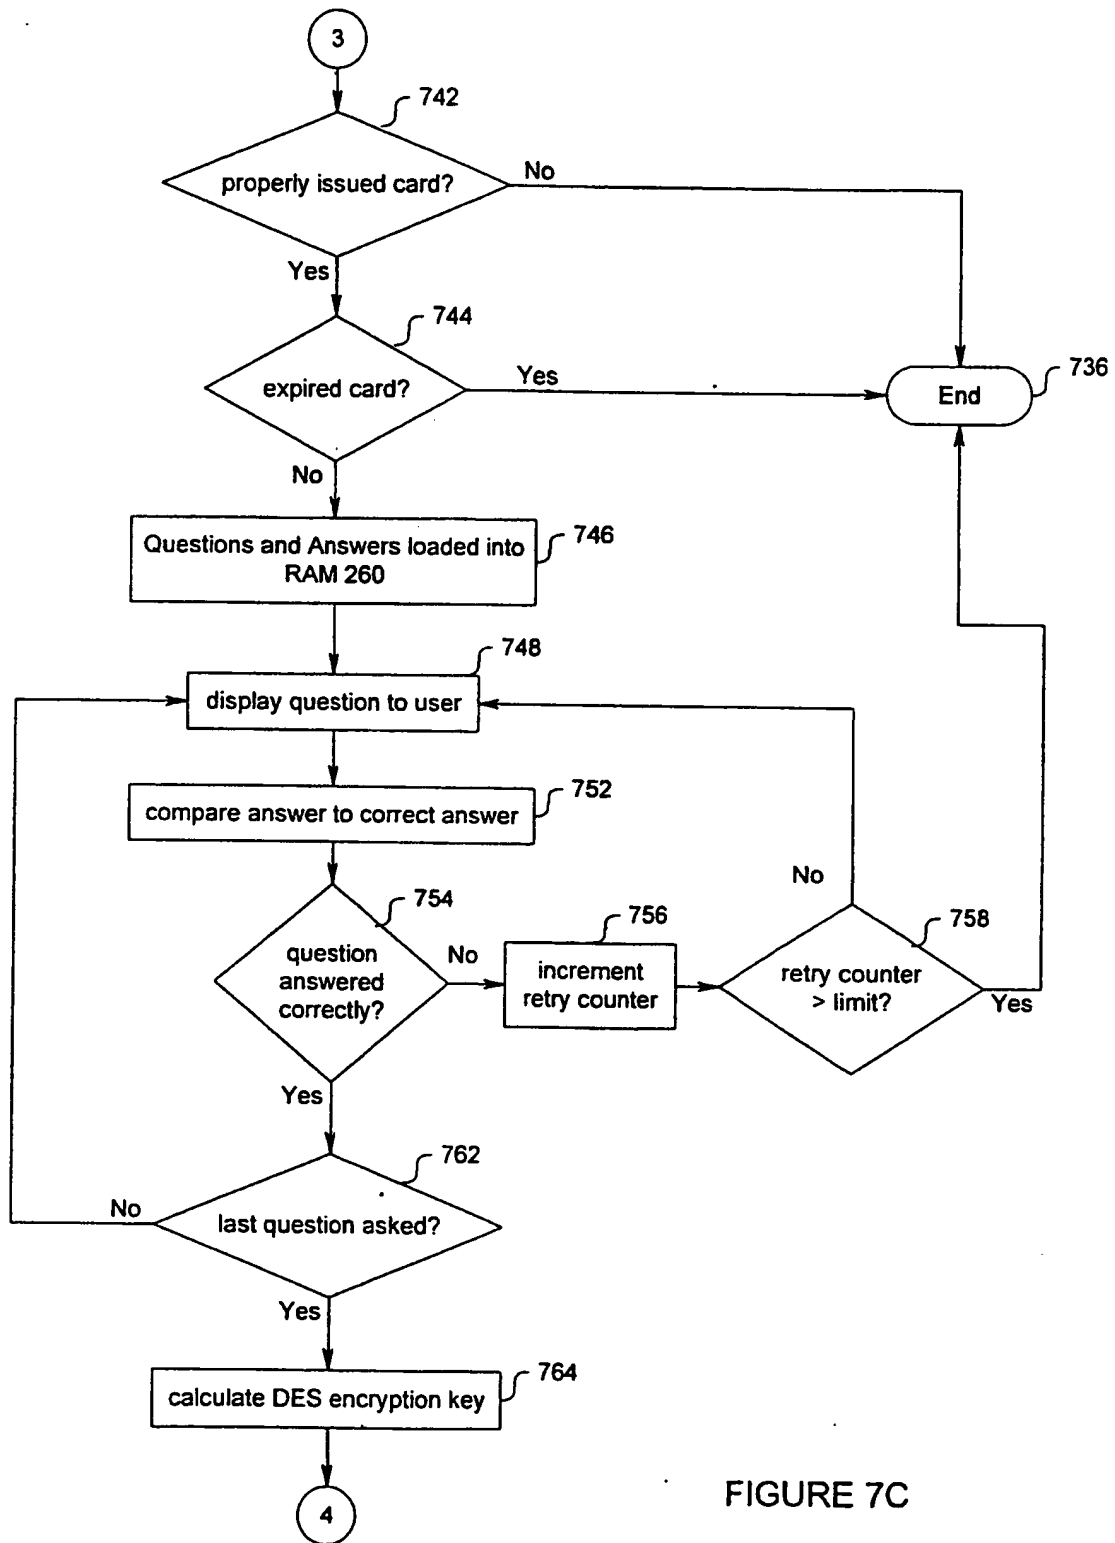 3
742
properly issued card?
No
Yes
744
expired card?
Yes
End
736
No
Questions and Answers loaded into
RAM 260
746
748
display question to user
752
compare answer to correct answer
No
754
question
answered
correctly?
No
756
increment
retry counter
758
retry counter
> limit?
Yes
Yes
762
No
last question asked?
Yes
764
calculate DES encryption key
4
FIGURE 7C